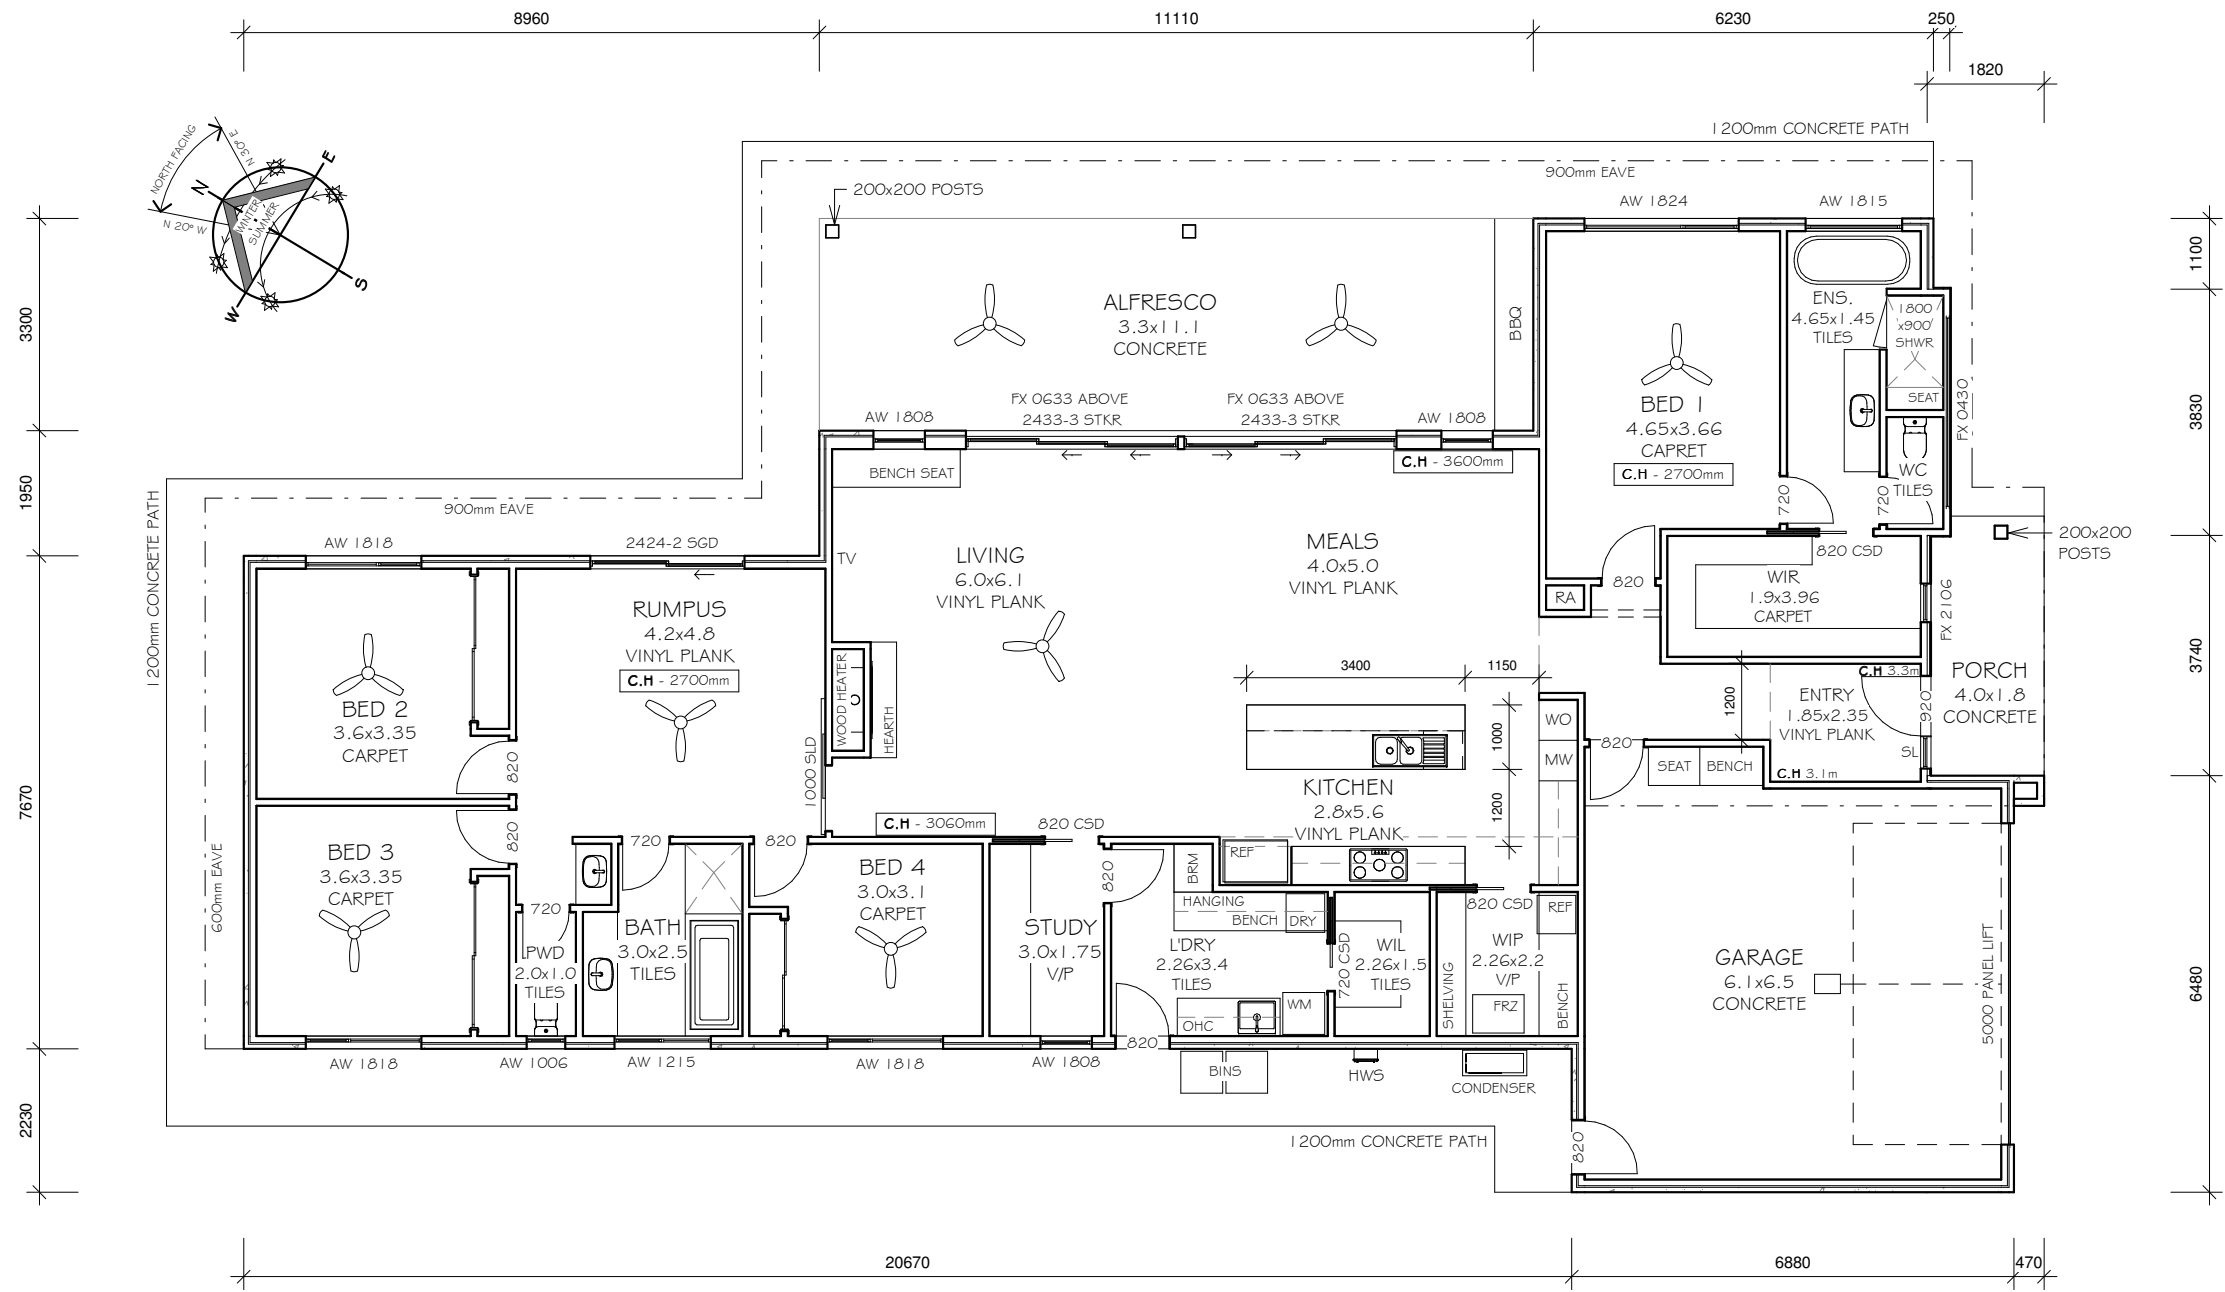 8960
11110
6230
250
1820
1200mm CONCRETE PATH
900mm EAVE
NORTH FACING
N 30° E
N 20° W
N
E
S
W
WINTER
SUMMER
200x200 POSTS
AW 1824
AW 1815
3300
1950
7670
2230
1100
3830
3740
6480
ALFRESCO
3.3x11.1
CONCRETE
BBQ
AW 1808
FX 0633 ABOVE
2433-3 STKR
FX 0633 ABOVE
2433-3 STKR
AW 1808
C.H - 3600mm
BED 1
4.65x3.66
CAPRET
C.H - 2700mm
ENS.
4.65x1.45
TILES
1800
x900
SHWR
SEAT
FX 0430
WC
TILES
720
720
820 CSD
200x200
POSTS
WIR
1.9x3.96
CARPET
820
RA
FX 2106
BENCH SEAT
TV
LIVING
6.0x6.1
VINYL PLANK
MEALS
4.0x5.0
VINYL PLANK
900mm EAVE
1200mm CONCRETE PATH
600mm EAVE
AW 1818
2424-2 SGD
RUMPUS
4.2x4.8
VINYL PLANK
C.H - 2700mm
BED 2
3.6x3.35
CARPET
820
820
BED 3
3.6x3.35
CARPET
WOOD HEATER
HEARTH
1000 SLD
3400
1150
1000
1200
KITCHEN
2.8x5.6
VINYL PLANK
WO
MW
C.H 3.3m
ENTRY
1.85x2.35
VINYL PLANK
1200
920
SL
C.H 3.1m
PORCH
4.0x1.8
CONCRETE
820
SEAT
BENCH
C.H - 3060mm
820 CSD
720
820
720
PWD
2.0x1.0
TILES
BATH
3.0x2.5
TILES
BED 4
3.0x3.1
CARPET
STUDY
3.0x1.75
V/P
820
BRM
HANGING
BENCH
DRY
L'DRY
2.26x3.4
TILES
OHC
WM
720 CSD
WIL
2.26x1.5
TILES
REF
820 CSD
REF
WIP
2.26x2.2
V/P
SHELVING
FRZ
BENCH
GARAGE
6.1x6.5
CONCRETE
5000 PANEL LIFT
AW 1818
AW 1006
AW 1215
AW 1818
AW 1808
820
BINS
HWS
CONDENSER
1200mm CONCRETE PATH
820
20670
6880
470